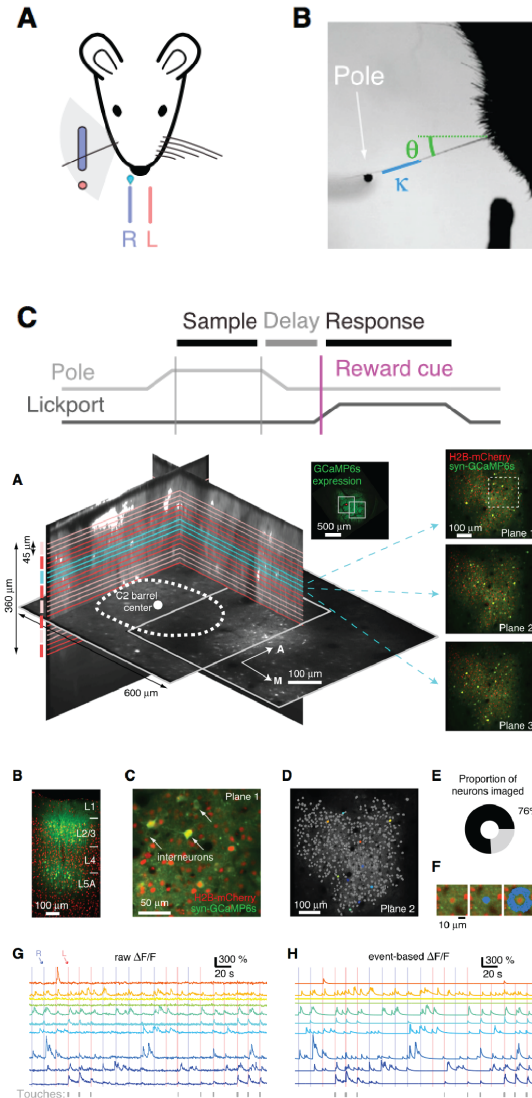 A
R
L
B
Pole
θ
κ
C
Sample Delay Response
Pole
Reward cue
Lickport
A
45 μm
360 μm
C2 barrel
center
A
M
100 μm
600 μm
GCaMP6s
expression
500 μm
H2B-mCherry
syn-GCaMP6s
100 μm
Plane 1
Plane 2
Plane 3
B
L1
L2/3
L4
L5A
100 μm
C
Plane 1
interneurons
H2B-mCherry
syn-GCaMP6s
50 μm
D
100 μm
Plane 2
E
Proportion of
neurons imaged
76%
F
10 μm
G
raw ΔF/F
300 %
20 s
R
L
Touches:
H
event-based ΔF/F
300 %
20 s